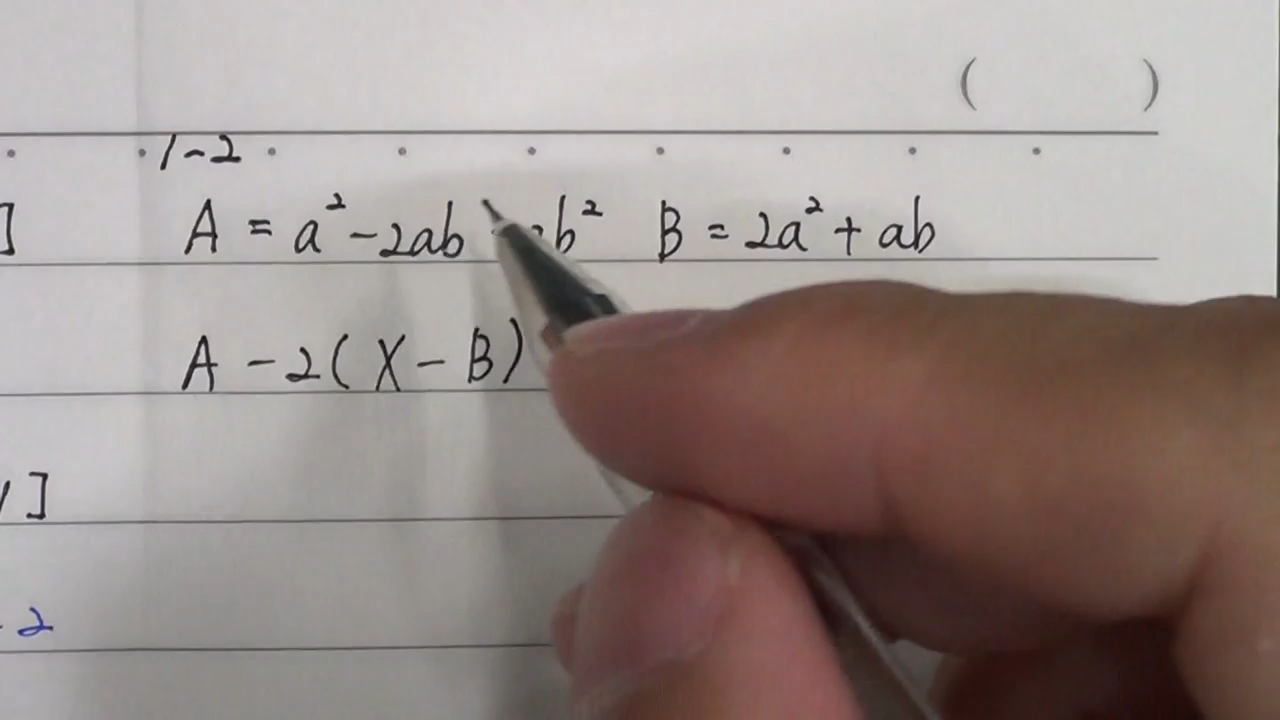 ( )
1-2
] A = a² - 2ab b² B = 2a² + ab
A - 2(X - B)
]
2